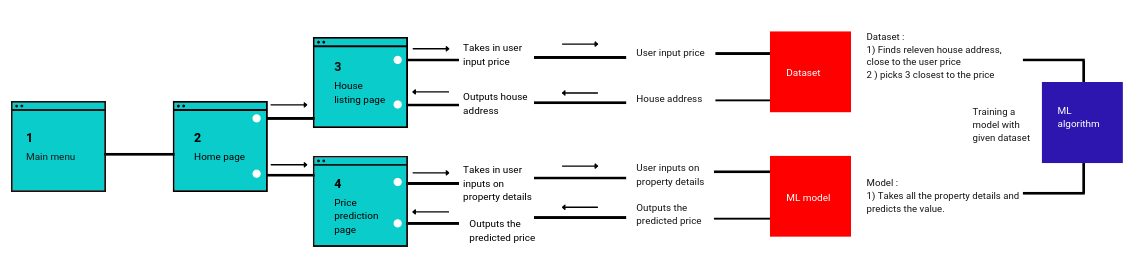 1
Main menu
2
Home page
3
House
listing page
Takes in user
input price
Outputs house
address
User input price
House address
Dataset
Dataset :
1) Finds releven house address,
close to the user price
2 ) picks 3 closest to the price
4
Price
prediction
page
Takes in user
inputs on
property details
Outputs the
predicted price
User inputs on
property details
Outputs the
predicted price
ML model
Model :
1) Takes all the property details and
predicts the value.
Training a
model with
given dataset
ML
algorithm